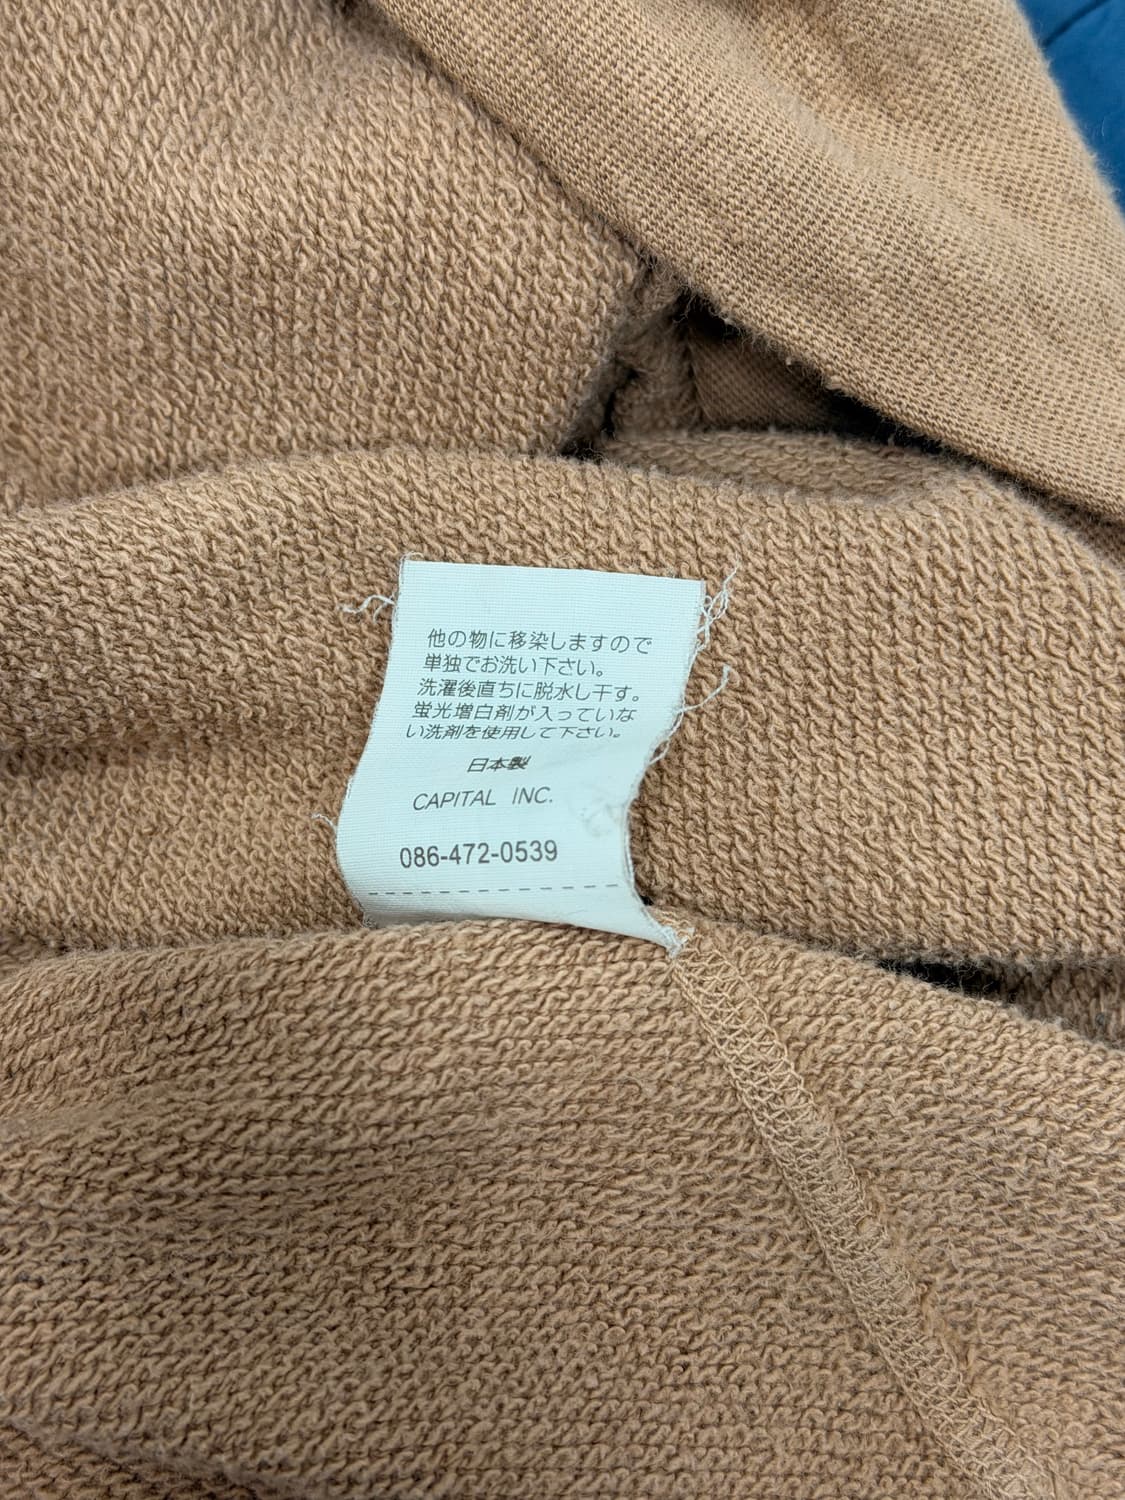 他の物に移染しますので
単独でお洗い下さい。
洗濯後直ちに脱水し干す。
蛍光増白剤が入っていな
い洗剤を使用して下さい。
日本製
CAPITAL INC.
086-472-0539